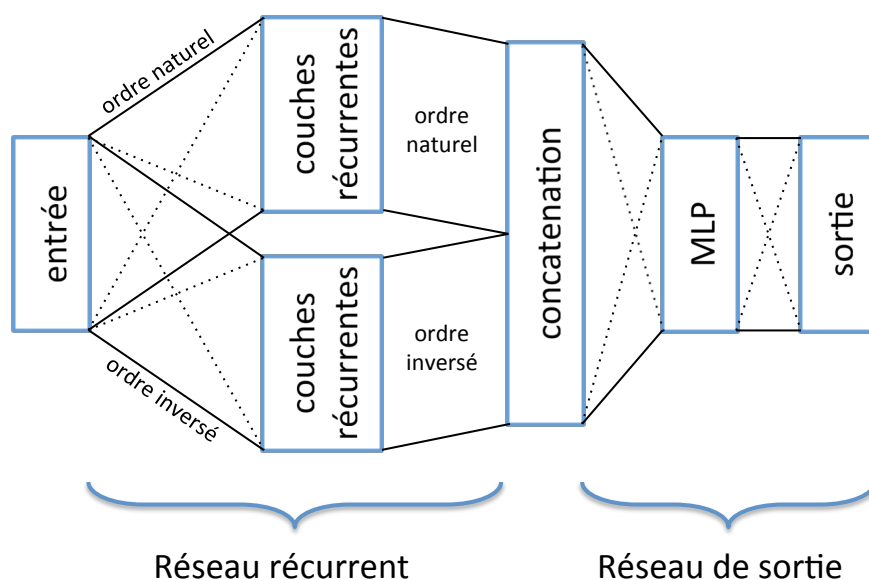 entrée
ordre naturel
ordre inversé
couches
récurrentes
couches
récurrentes
ordre
naturel
ordre
inversé
concatenation
MLP
sortie
Réseau récurrent
Réseau de sortie